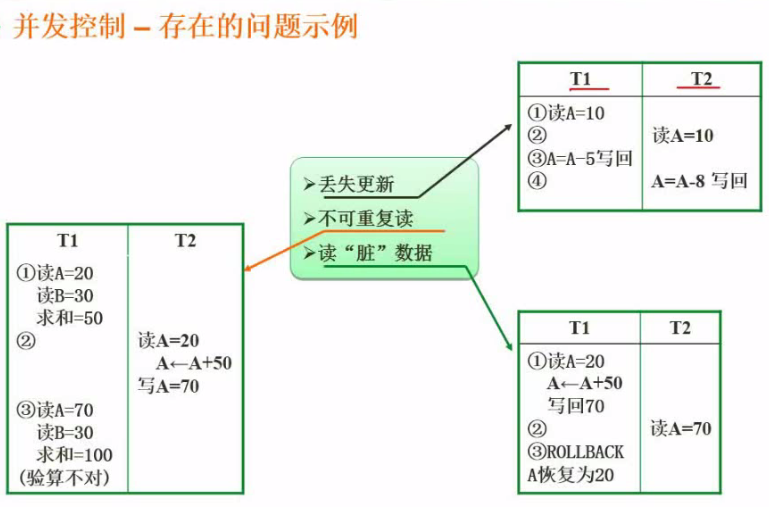 并发控制 – 存在的问题示例
T1 T2
①读A=10
② 读A=10
③A=A-5写回
④ A=A-8 写回
➢丢失更新
➢不可重复读
➢读“脏”数据
T1 T2
①读A=20
读B=30
求和=50
② 读A=20
A←A+50
写A=70
③读A=70
读B=30
求和=100
(验算不对)
T1 T2
①读A=20
A←A+50
写回70
② 读A=70
③ROLLBACK
A恢复为20